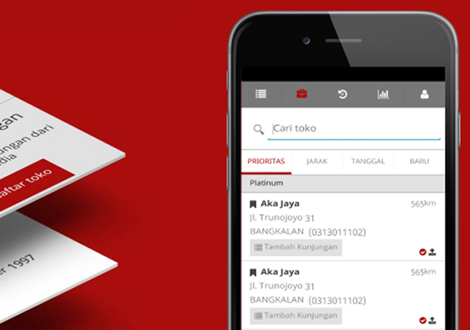 ngan
ungan dari
dia
aftar toko
1997
Cari toko
PRIORITAS
JARAK
TANGGAL
BARU
Platinum
Aka Jaya
565km
Jl. Trunojoyo 31
BANGKALAN (0313011102)
Tambah Kunjungan
Aka Jaya
565km
Jl. Trunojoyo 31
BANGKALAN (0313011102)
Tambah Kunjungan